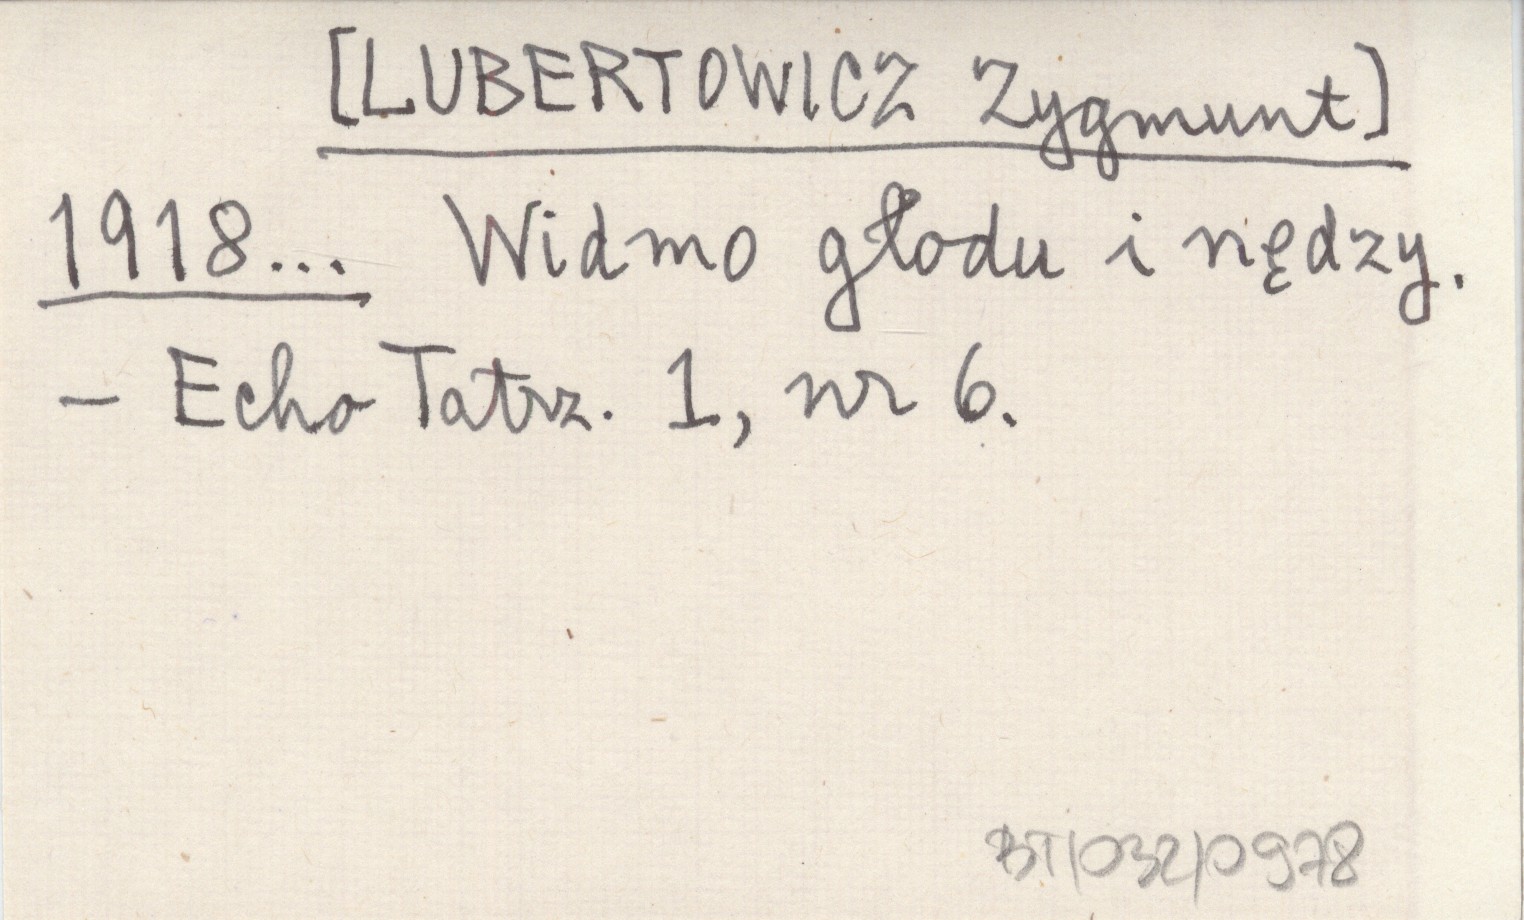 [LUBERTOWICZ Zygmunt]
1918... Widmo głodu i nędzy.
- Echo Tatrz. 1, nr 6.
BT/032/0978